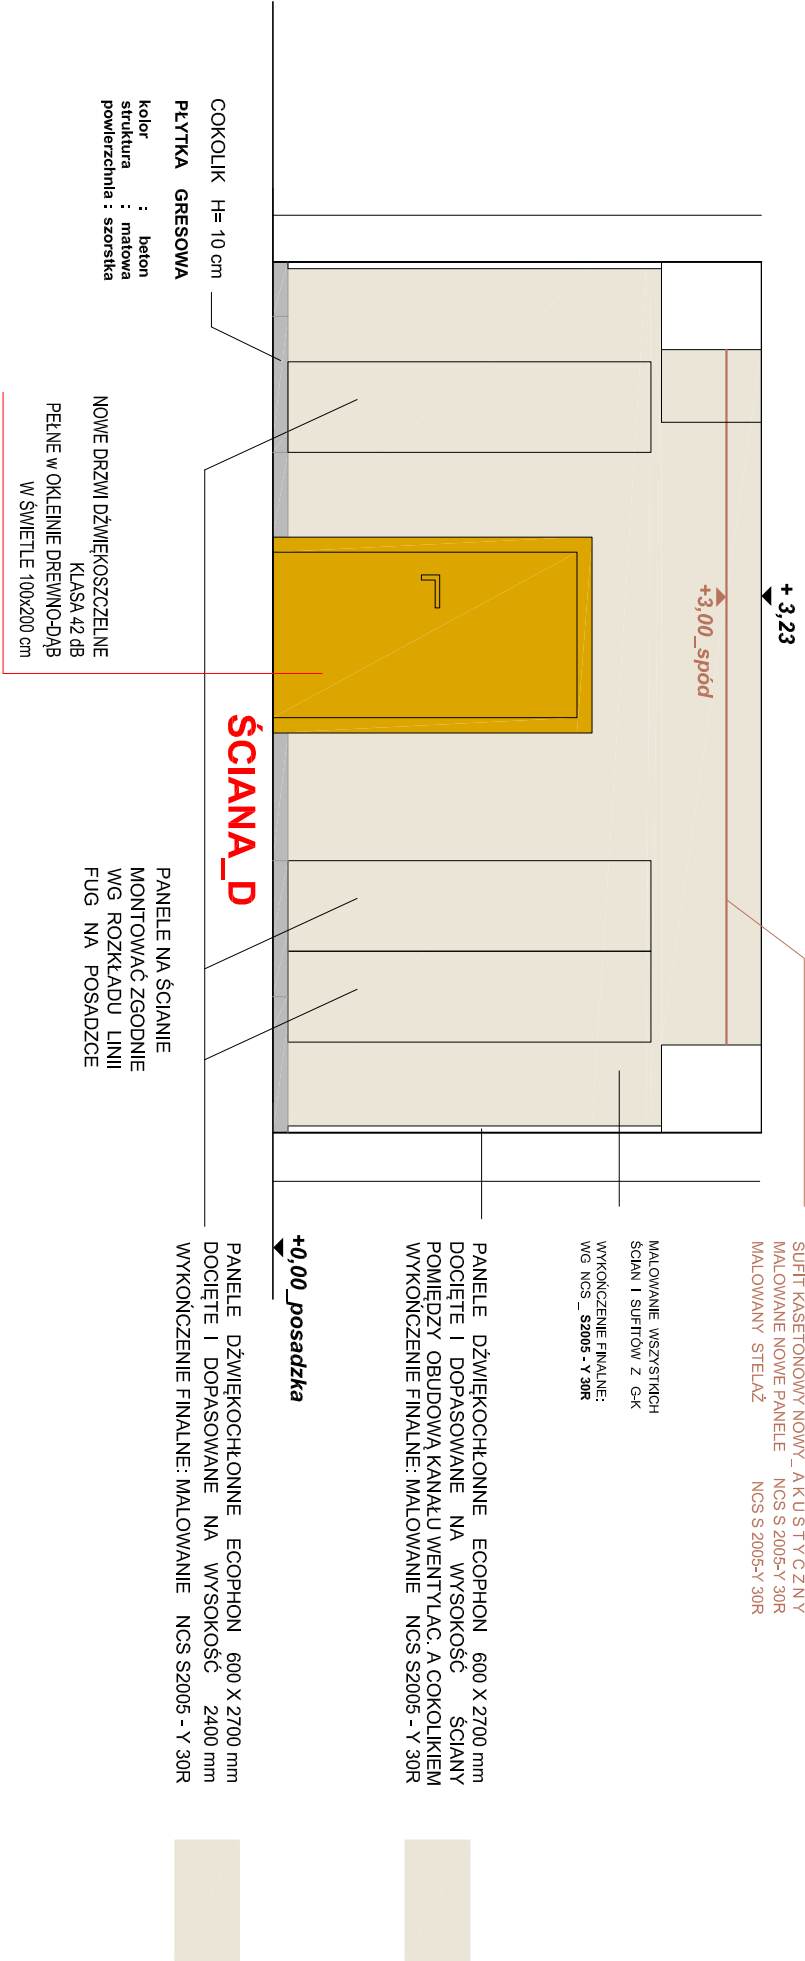 SUFIT KASETONOWY NOWY_ A K U S T Y C Z N Y
MALOWANE NOWE PANELE NCS S 2005-Y 30R
MALOWANY STELAŻ NCS S 2005-Y 30R
+ 3,23
+3,00_spód
MALOWANIE WSZYSTKICH
ŚCIAN I SUFITÓW Z G-K
WYKOŃCZENIE FINALNE:
WG NCS _ S2005 - Y 30R
PANELE DŹWIĘKOCHŁONNE ECOPHON 600 X 2700 mm
DOCIĘTE I DOPASOWANE NA WYSOKOŚĆ ŚCIANY
POMIĘDZY OBUDOWĄ KANAŁU WENTYLAC. A COKOLIKIEM
WYKOŃCZENIE FINALNE: MALOWANIE NCS S2005 - Y 30R
+0,00_posadzka
PANELE DŹWIĘKOCHŁONNE ECOPHON 600 X 2700 mm
DOCIĘTE I DOPASOWANE NA WYSOKOŚĆ 2400 mm
WYKOŃCZENIE FINALNE: MALOWANIE NCS S2005 - Y 30R
ŚCIANA_D
COKOLIK H= 10 cm
PŁYTKA GRESOWA
kolor : beton
struktura : matowa
powierzchnia : szorstka
NOWE DRZWI DŹWIĘKOSZCZELNE
KLASA 42 dB
PEŁNE w OKLEINIE DREWNO-DĄB
W ŚWIETLE 100x200 cm
PANELE NA ŚCIANIE
MONTOWAĆ ZGODNIE
WG ROZKŁADU LINII
FUG NA POSADZCE